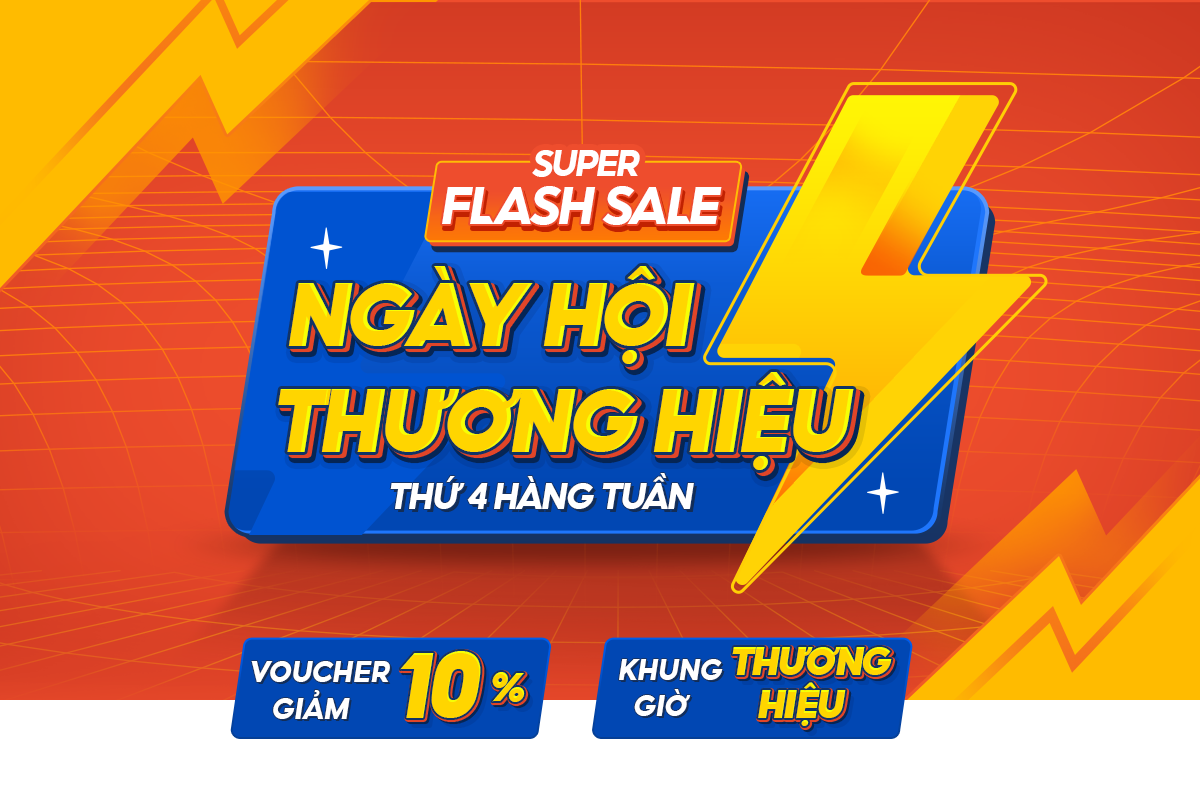 SUPER
FLASH SALE
NGÀY HỘI
THƯƠNG HIỆU
THỨ 4 HÀNG TUẦN
VOUCHER
GIẢM
10%
KHUNG
GIỜ
THƯƠNG
HIỆU